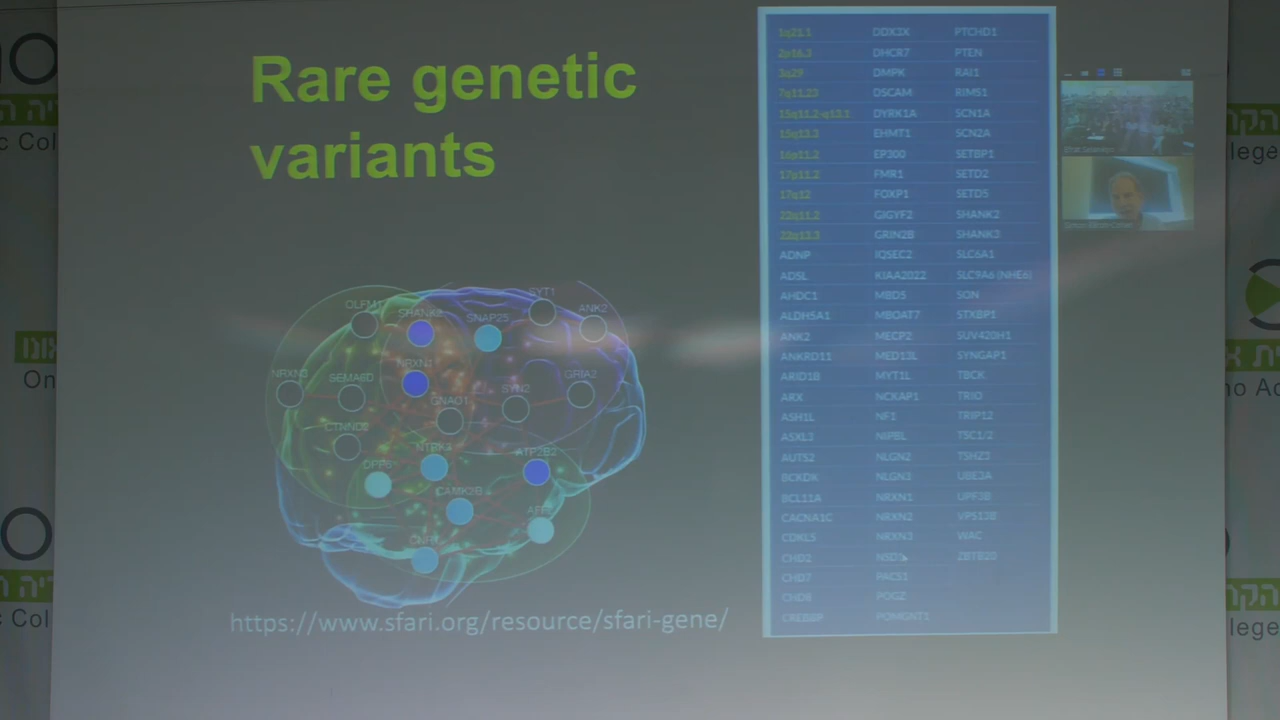 Rare genetic
variants
OLFM1
SHANK2
SNAP25
SYT1
ANK2
NRXN3
SEMA6D
NRXN1
GNAO1
SYN2
GRIA2
CTNND2
DPP6
ATP2B2
CAMK2B
https://www.sfari.org/resource/sfari-gene/
1q21.1 DDX3X PTCHD1
2p16.3 DHCR7 PTEN
3q29 DMPK RAI1
7q11.23 DSCAM RIMS1
15q11.2-q13.1 DYRK1A SCN1A
15q13.3 EHMT1 SCN2A
16p11.2 EP300 SETBP1
17p11.2 FMR1 SETD2
17q12 FOXP1 SETD5
22q11.2 GIGYF2 SHANK2
22q13.3 GRIN2B SHANK3
ADNP IQSEC2 SLC6A1
ADSL KIAA2022 SLC9A6 (NHE6)
AHDC1 MBD5 SON
ALDH5A1 MBOAT7 STXBP1
ANK2 MECP2 SUV420H1
ANKRD11 MED13L SYNGAP1
ARID1B MYT1L TBCK
ARX NCKAP1 TRIO
ASH1L NF1 TRIP12
ASXL3 NIPBL TSC1/2
AUTS2 NLGN2 TSHZ3
BCKDK NLGN3 UBE3A
BCL11A NRXN1 UPF3B
CACNA1C NRXN2 VPS13B
CDKL5 NRXN3 WAC
CHD2 NSD1 ZBTB20
CHD7 PACS1
CHD8 POGZ
CREBBP POMGNT1